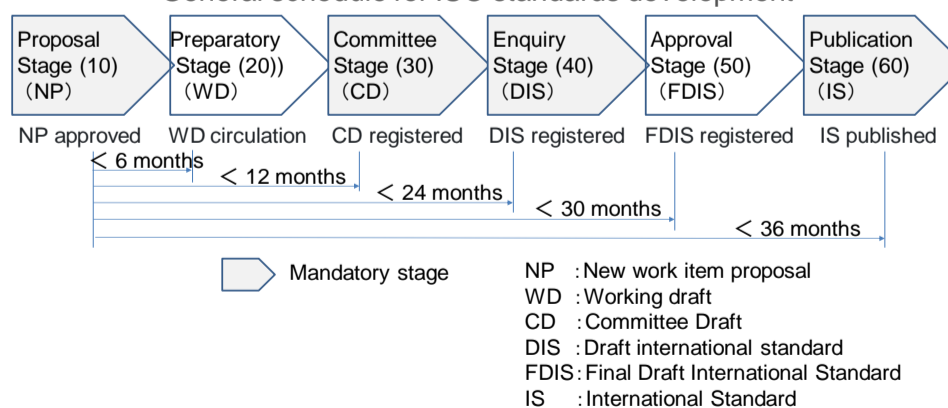 Proposal
Stage (10)
（NP）
Preparatory
Stage (20))
（WD）
Committee
Stage (30)
（CD）
Enquiry
Stage (40)
（DIS）
Approval
Stage (50)
（FDIS）
Publication
Stage (60)
（IS）
NP approved
WD circulation
CD registered
DIS registered
FDIS registered
IS published
＜ 6 months
＜ 12 months
＜ 24 months
＜ 30 months
＜ 36 months
Mandatory stage
NP ：New work item proposal
WD ：Working draft
CD ：Committee Draft
DIS ：Draft international standard
FDIS：Final Draft International Standard
IS ：International Standard